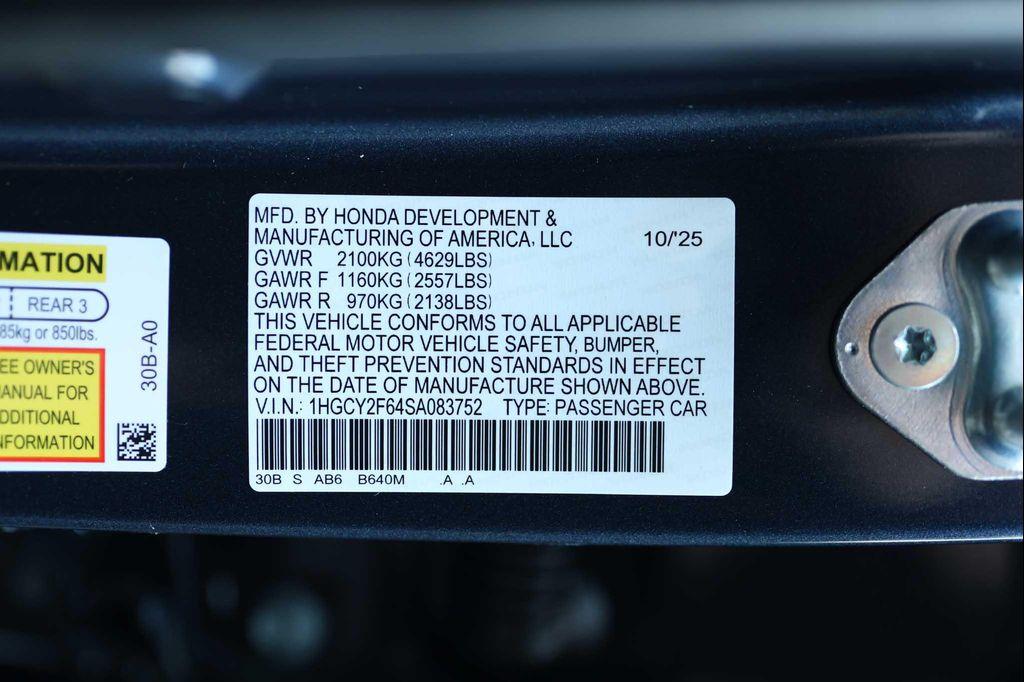 MATION
REAR 3
85kg or 850lbs.
EE OWNER'S
ANUAL FOR
DDITIONAL
NFORMATION
30B-A0
MFD. BY HONDA DEVELOPMENT &
MANUFACTURING OF AMERICA, LLC 10/'25
GVWR 2100KG (4629LBS)
GAWR F 1160KG (2557LBS)
GAWR R 970KG (2138LBS)
THIS VEHICLE CONFORMS TO ALL APPLICABLE
FEDERAL MOTOR VEHICLE SAFETY, BUMPER,
AND THEFT PREVENTION STANDARDS IN EFFECT
ON THE DATE OF MANUFACTURE SHOWN ABOVE.
V.I.N.: 1HGCY2F64SA083752 TYPE: PASSENGER CAR
30B S AB6 B640M .A .A